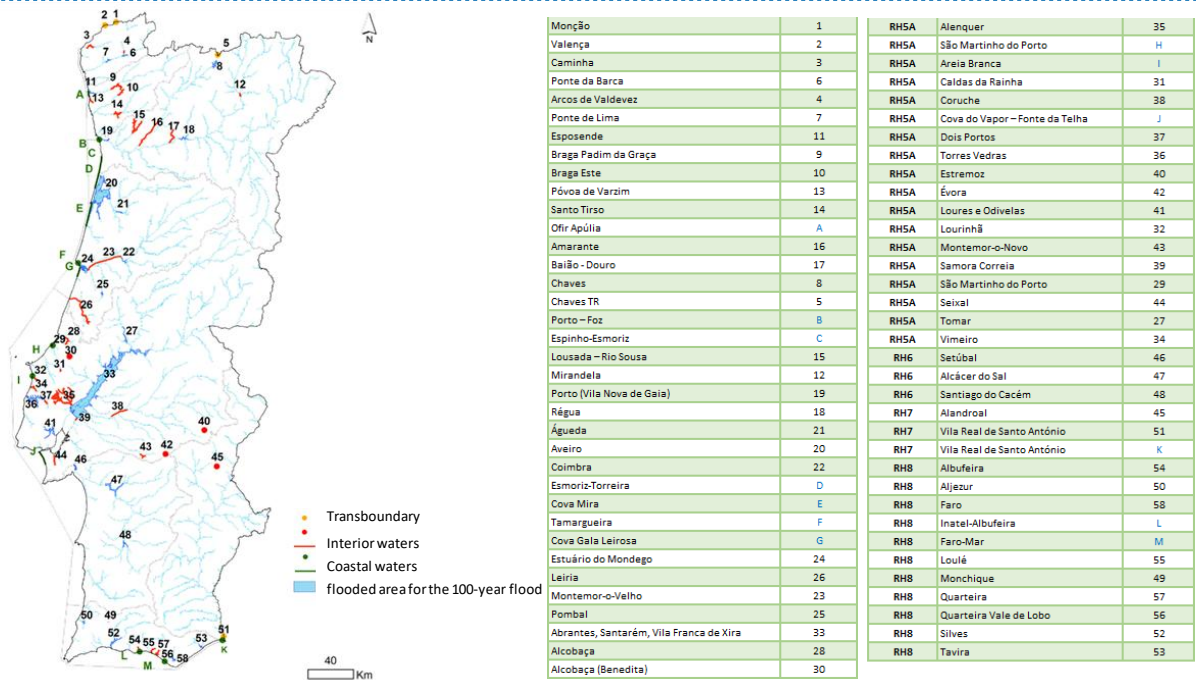 2 1
3 4
7 6
5
8
9
11 10
A 13
12
14
15 16 17 18
19
B
C
D
20
E 21
F 23 22
G 24
25
26
27
28
29
H 30
31
33
I 32
34
37 35
36
38
39
40
41
42
43
J
44
45
46
47
48
50 49
51
52 53
54 55 57
56
58
L M
K
N
40
Km
Transboundary
Interior waters
Coastal waters
flooded area for the 100-year flood
Monção 1
Valença 2
Caminha 3
Ponte da Barca 6
Arcos de Valdevez 4
Ponte de Lima 7
Esposende 11
Braga Padim da Graça 9
Braga Este 10
Póvoa de Varzim 13
Santo Tirso 14
Ofir Apúlia A
Amarante 16
Baião - Douro 17
Chaves 8
Chaves TR 5
Porto – Foz B
Espinho-Esmoriz C
Lousada – Rio Sousa 15
Mirandela 12
Porto (Vila Nova de Gaia) 19
Régua 18
Águeda 21
Aveiro 20
Coimbra 22
Esmoriz-Torreira D
Cova Mira E
Tamargueira F
Cova Gala Leirosa G
Estuário do Mondego 24
Leiria 26
Montemor-o-Velho 23
Pombal 25
Abrantes, Santarém, Vila Franca de Xira 33
Alcobaça 28
Alcobaça (Benedita) 30
RH5A Alenquer 35
RH5A São Martinho do Porto H
RH5A Areia Branca I
RH5A Caldas da Rainha 31
RH5A Coruche 38
RH5A Cova do Vapor – Fonte da Telha J
RH5A Dois Portos 37
RH5A Torres Vedras 36
RH5A Estremoz 40
RH5A Évora 42
RH5A Loures e Odivelas 41
RH5A Lourinhã 32
RH5A Montemor-o-Novo 43
RH5A Samora Correia 39
RH5A São Martinho do Porto 29
RH5A Seixal 44
RH5A Tomar 27
RH5A Vimeiro 34
RH6 Setúbal 46
RH6 Alcácer do Sal 47
RH6 Santiago do Cacém 48
RH7 Alandroal 45
RH7 Vila Real de Santo António 51
RH7 Vila Real de Santo António K
RH8 Albufeira 54
RH8 Aljezur 50
RH8 Faro 58
RH8 Inatel-Albufeira L
RH8 Faro-Mar M
RH8 Loulé 55
RH8 Monchique 49
RH8 Quarteira 57
RH8 Quarteira Vale de Lobo 56
RH8 Silves 52
RH8 Tavira 53